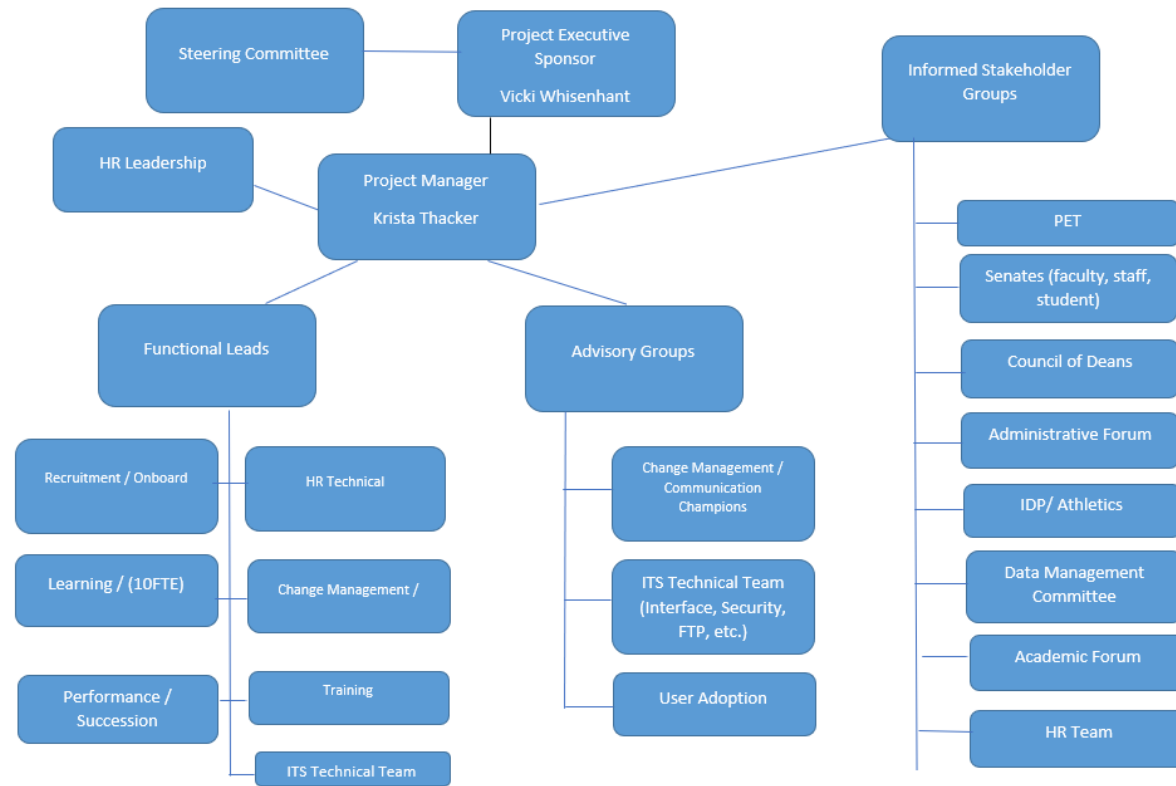 Steering Committee
Project Executive
Sponsor
Vicki Whisenhant
Informed Stakeholder
Groups
HR Leadership
Project Manager
Krista Thacker
Functional Leads
Advisory Groups
Recruitment / Onboard
HR Technical
Learning / (10FTE)
Change Management /
Performance /
Succession
Training
ITS Technical Team
Change Management /
Communication
Champions
ITS Technical Team
(Interface, Security,
FTP, etc.)
User Adoption
PET
Senates (faculty, staff,
student)
Council of Deans
Administrative Forum
IDP/ Athletics
Data Management
Committee
Academic Forum
HR Team